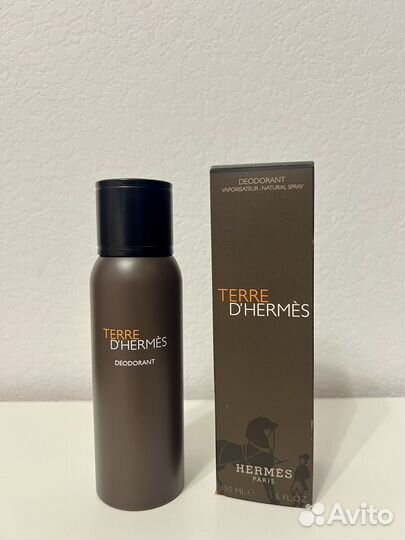 TERRE
D'HERMÈS
DEODORANT
DEODORANT
VAPORISATEUR . NATURAL SPRAY
TERRE
D'HERMÈS
HERMÈS
PARIS
150 ML ℮
5 FL.OZ
Avito